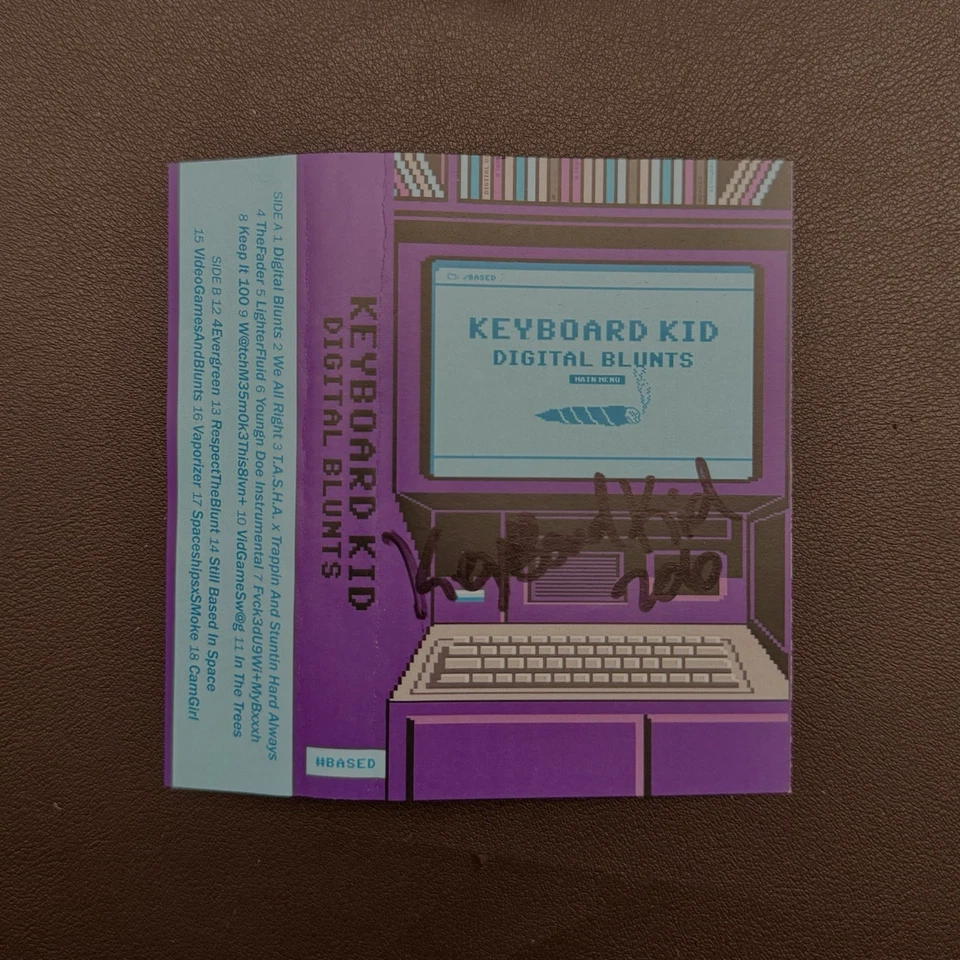 /BASED
KEYBOARD KID
DIGITAL BLUNTS
MAIN MENU
Keyboard Kid
KEYBOARD KID
DIGITAL BLUNTS
#BASED
SIDE A 1 Digital Blunts 2 We All Right 3 T.A.S.H.A. x Trappin And Stuntin Hard Always
4 TheFader 5 LighterFluid 6 Youngn Doe Instrumental 7 Fvck3dU9Wi+MyBxxxh
8 Keep It 100 9 W@tchM35m0k3This8lvn+ 10 VidGameSw@g 11 In The Trees
SIDE B 12 4Evergreen 13 RespectTheBlunt 14 Still Based In Space
15 VideoGamesAndBlunts 16 Vaporizer 17 SpaceshipsxSMoke 18 CamGirl